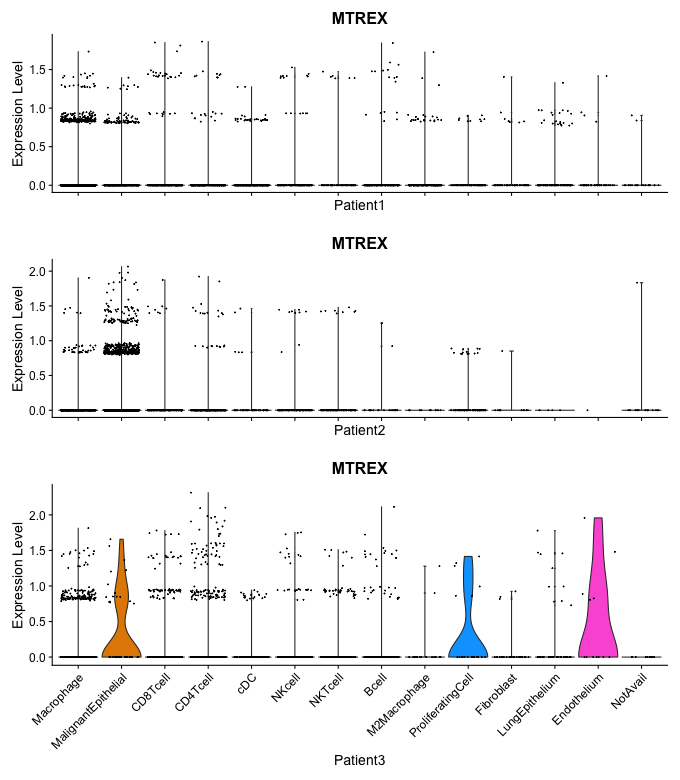 MTREX
Expression Level
1.5
1.0
0.5
0.0
Patient1
MTREX
Expression Level
2.0
1.5
1.0
0.5
0.0
Patient2
MTREX
Expression Level
2.0
1.5
1.0
0.5
0.0
Macrophage
MalignantEpithelial
CD8Tcell
CD4Tcell
cDC
NKcell
NKTcell
Bcell
M2Macrophage
ProliferatingCell
Fibroblast
LungEpithelium
Endothelium
NotAvail
Patient3